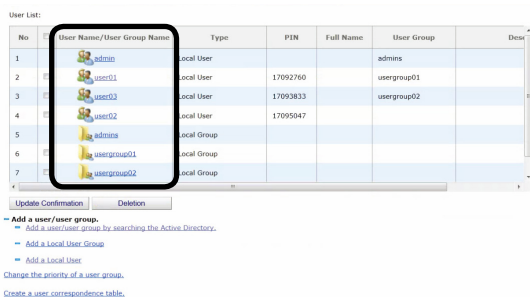 User List:
No User Name/User Group Name Type PIN Full Name User Group
1 admin Local User admins
2 user01 Local User 17092760 usergroup01
3 user03 Local User 17093833 usergroup02
4 user02 Local User 17095047
5 admins Local Group
6 usergroup01 Local Group
7 usergroup02 Local Group
Update Confirmation Deletion
Add a user/user group.
Add a user/user group by searching the Active Directory.
Add a Local User Group
Add a Local User
Change the priority of a user group.
Create a user correspondence table.